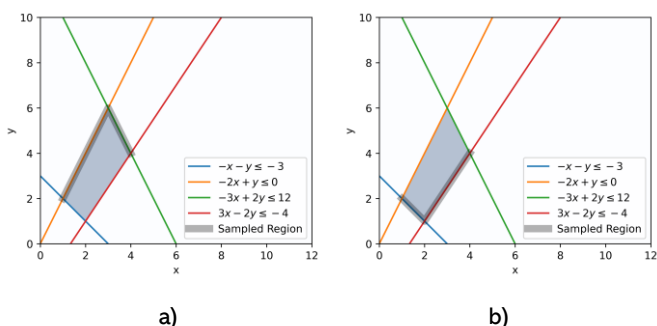 10
8
6
4
2
0
y
0 2 4 6 8 10 12
x
−x − y ≤ −3
−2x + y ≤ 0
−3x + 2y ≤ 12
3x − 2y ≤ −4
Sampled Region
a)
10
8
6
4
2
0
y
0 2 4 6 8 10 12
x
−x − y ≤ −3
−2x + y ≤ 0
−3x + 2y ≤ 12
3x − 2y ≤ −4
Sampled Region
b)